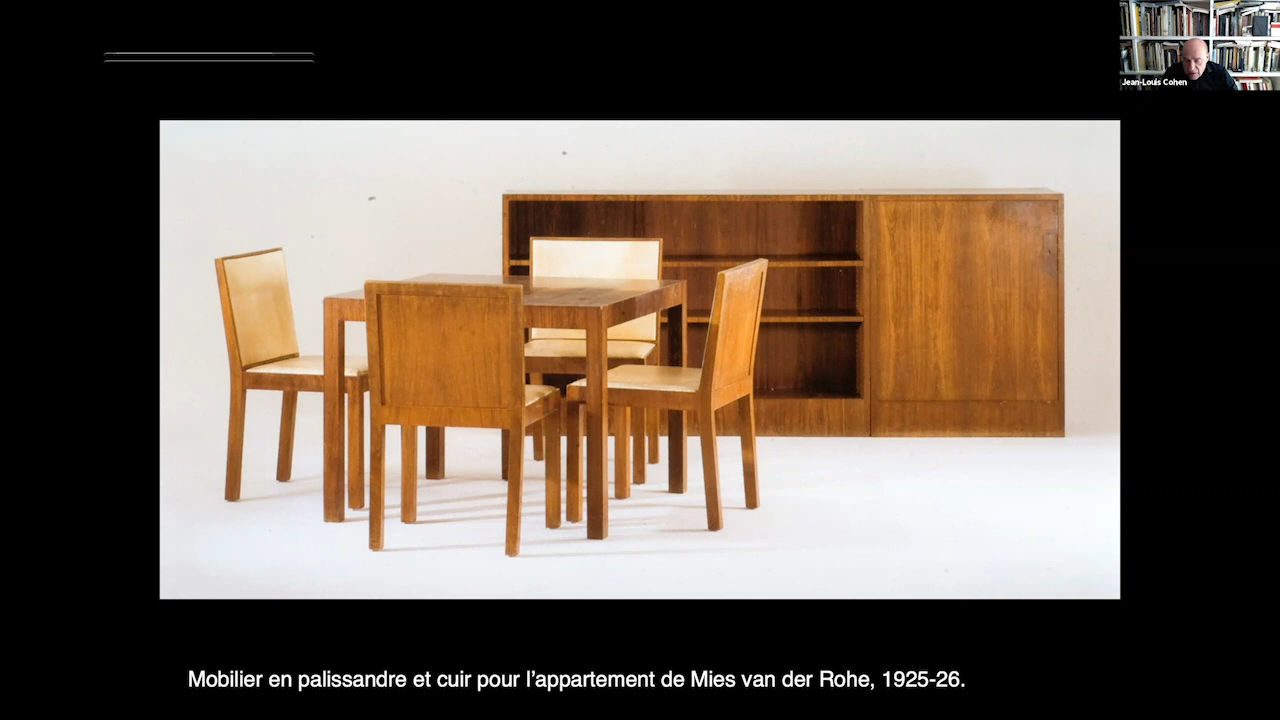 Jean-Louis Cohen
Mobilier en palissandre et cuir pour l’appartement de Mies van der Rohe, 1925-26.